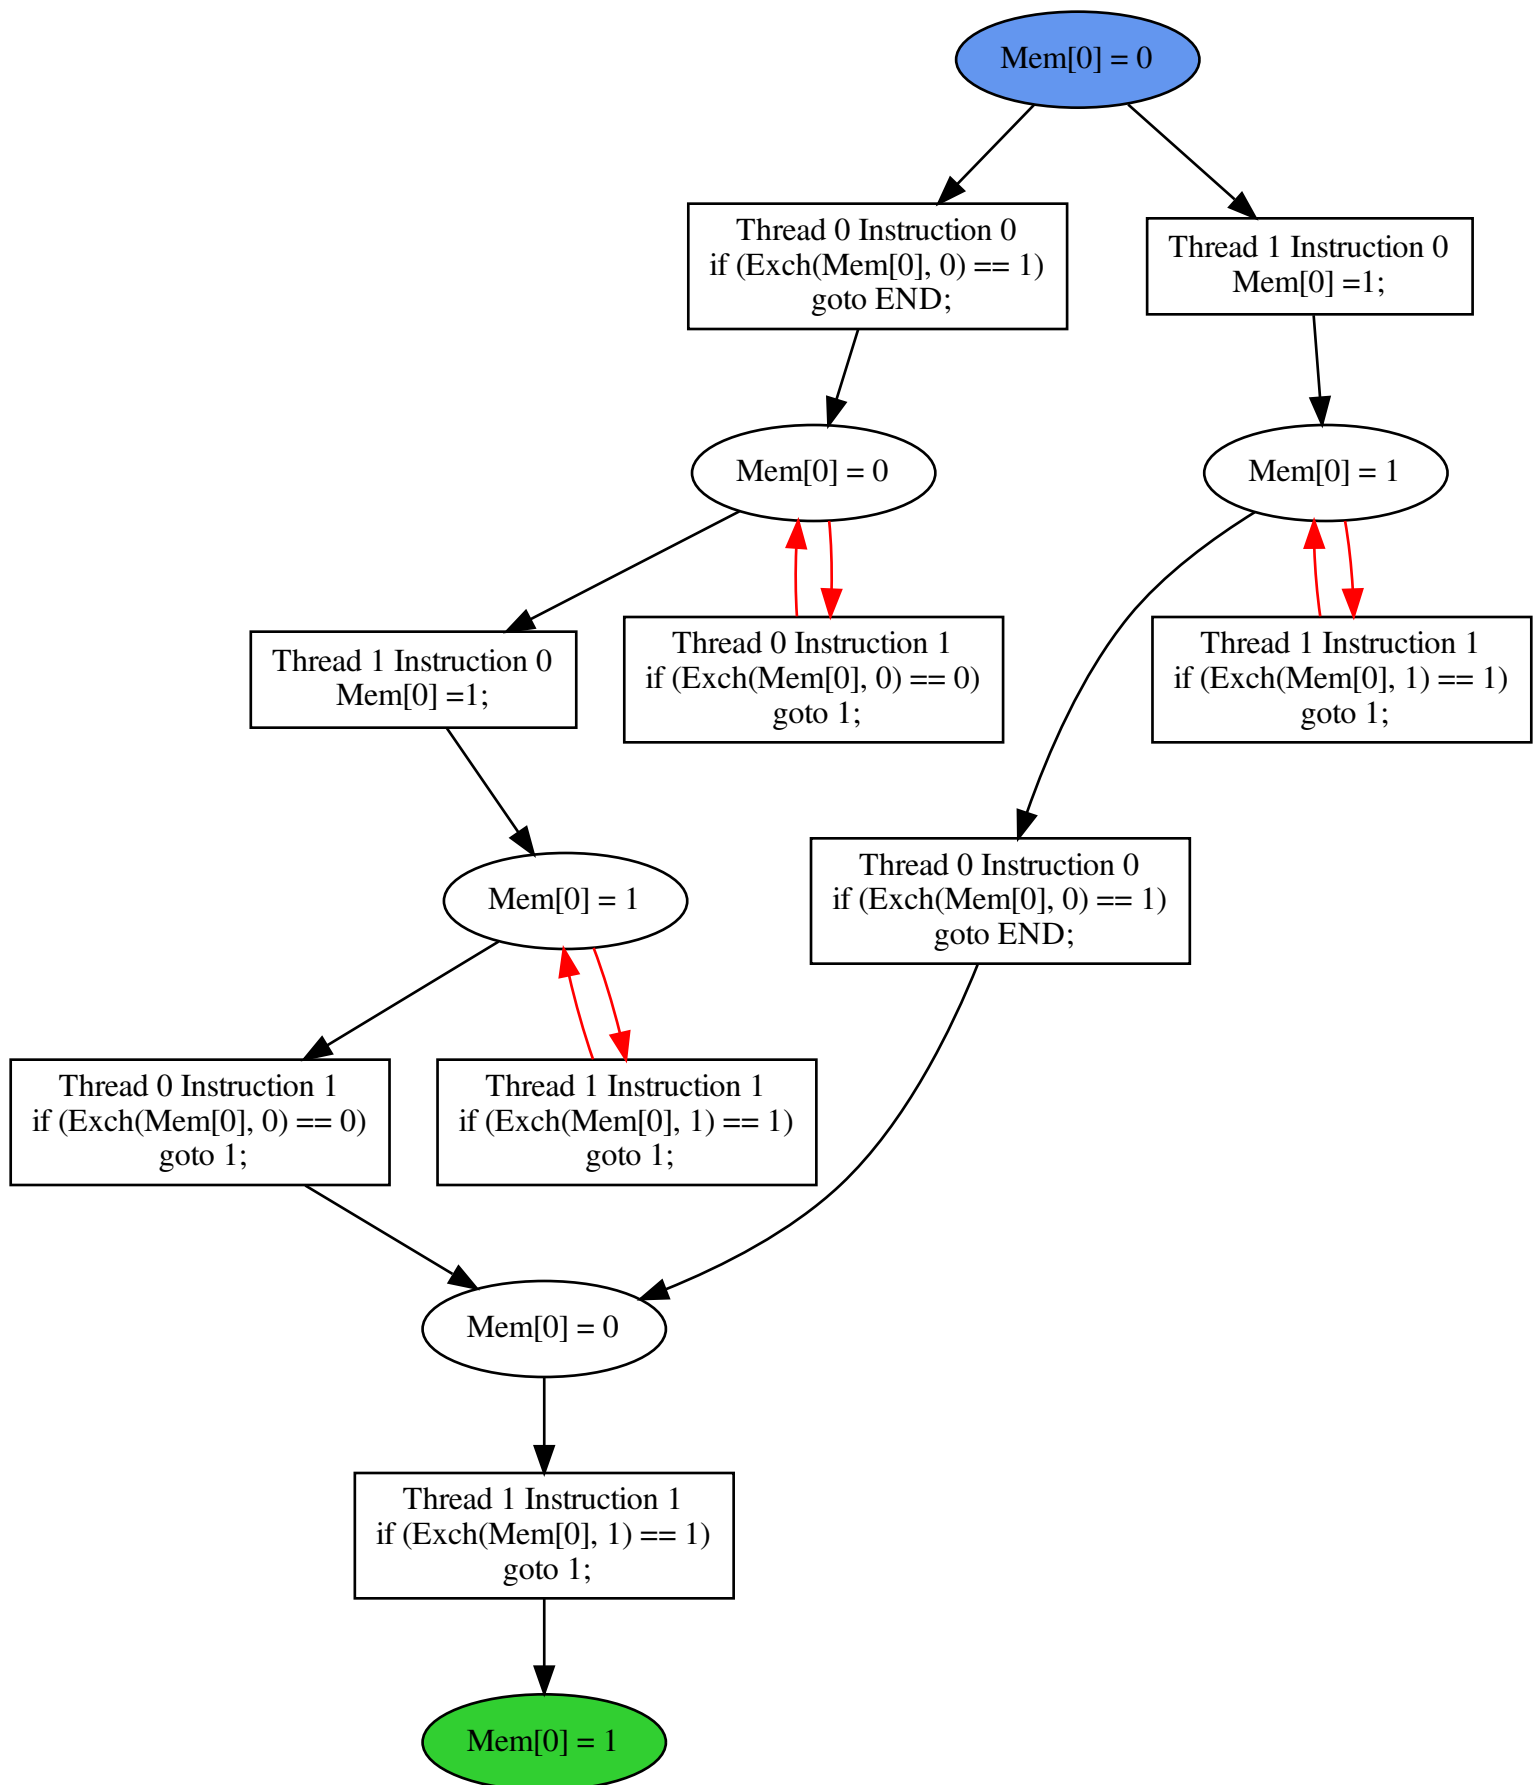 Mem[0] = 0
Thread 0 Instruction 0
if (Exch(Mem[0], 0) == 1)
goto END;
Thread 1 Instruction 0
Mem[0] =1;
Mem[0] = 0
Mem[0] = 1
Thread 1 Instruction 0
Mem[0] =1;
Thread 0 Instruction 1
if (Exch(Mem[0], 0) == 0)
goto 1;
Thread 1 Instruction 1
if (Exch(Mem[0], 1) == 1)
goto 1;
Mem[0] = 1
Thread 0 Instruction 0
if (Exch(Mem[0], 0) == 1)
goto END;
Thread 0 Instruction 1
if (Exch(Mem[0], 0) == 0)
goto 1;
Thread 1 Instruction 1
if (Exch(Mem[0], 1) == 1)
goto 1;
Mem[0] = 0
Thread 1 Instruction 1
if (Exch(Mem[0], 1) == 1)
goto 1;
Mem[0] = 1